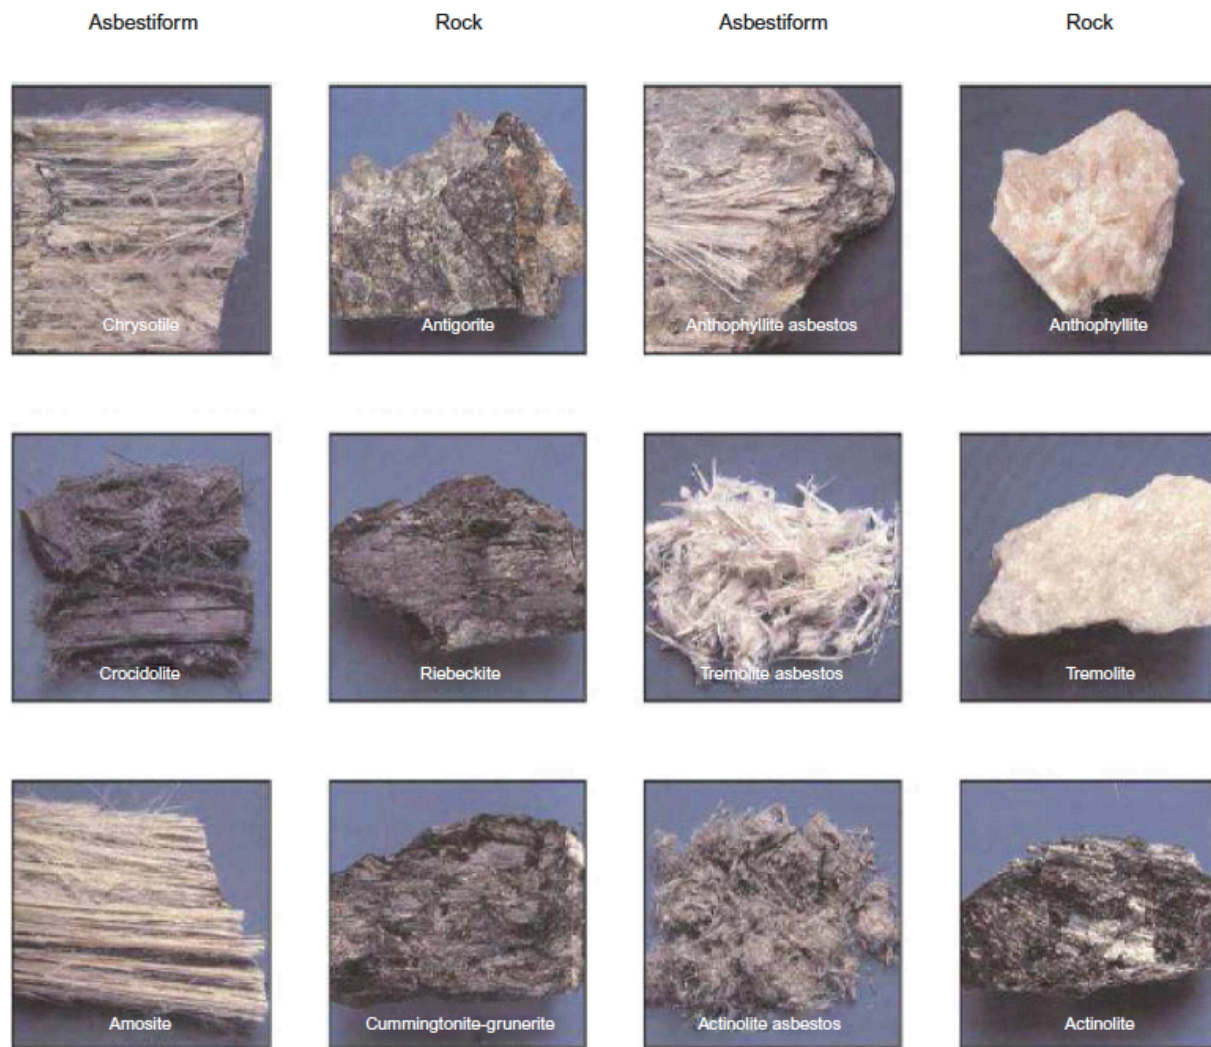 Asbestiform Rock Asbestiform Rock
Chrysotile Antigorite Anthophyllite asbestos Anthophyllite
Crocidolite Riebeckite Tremolite asbestos Tremolite
Amosite Cummingtonite-grunerite Actinolite asbestos Actinolite